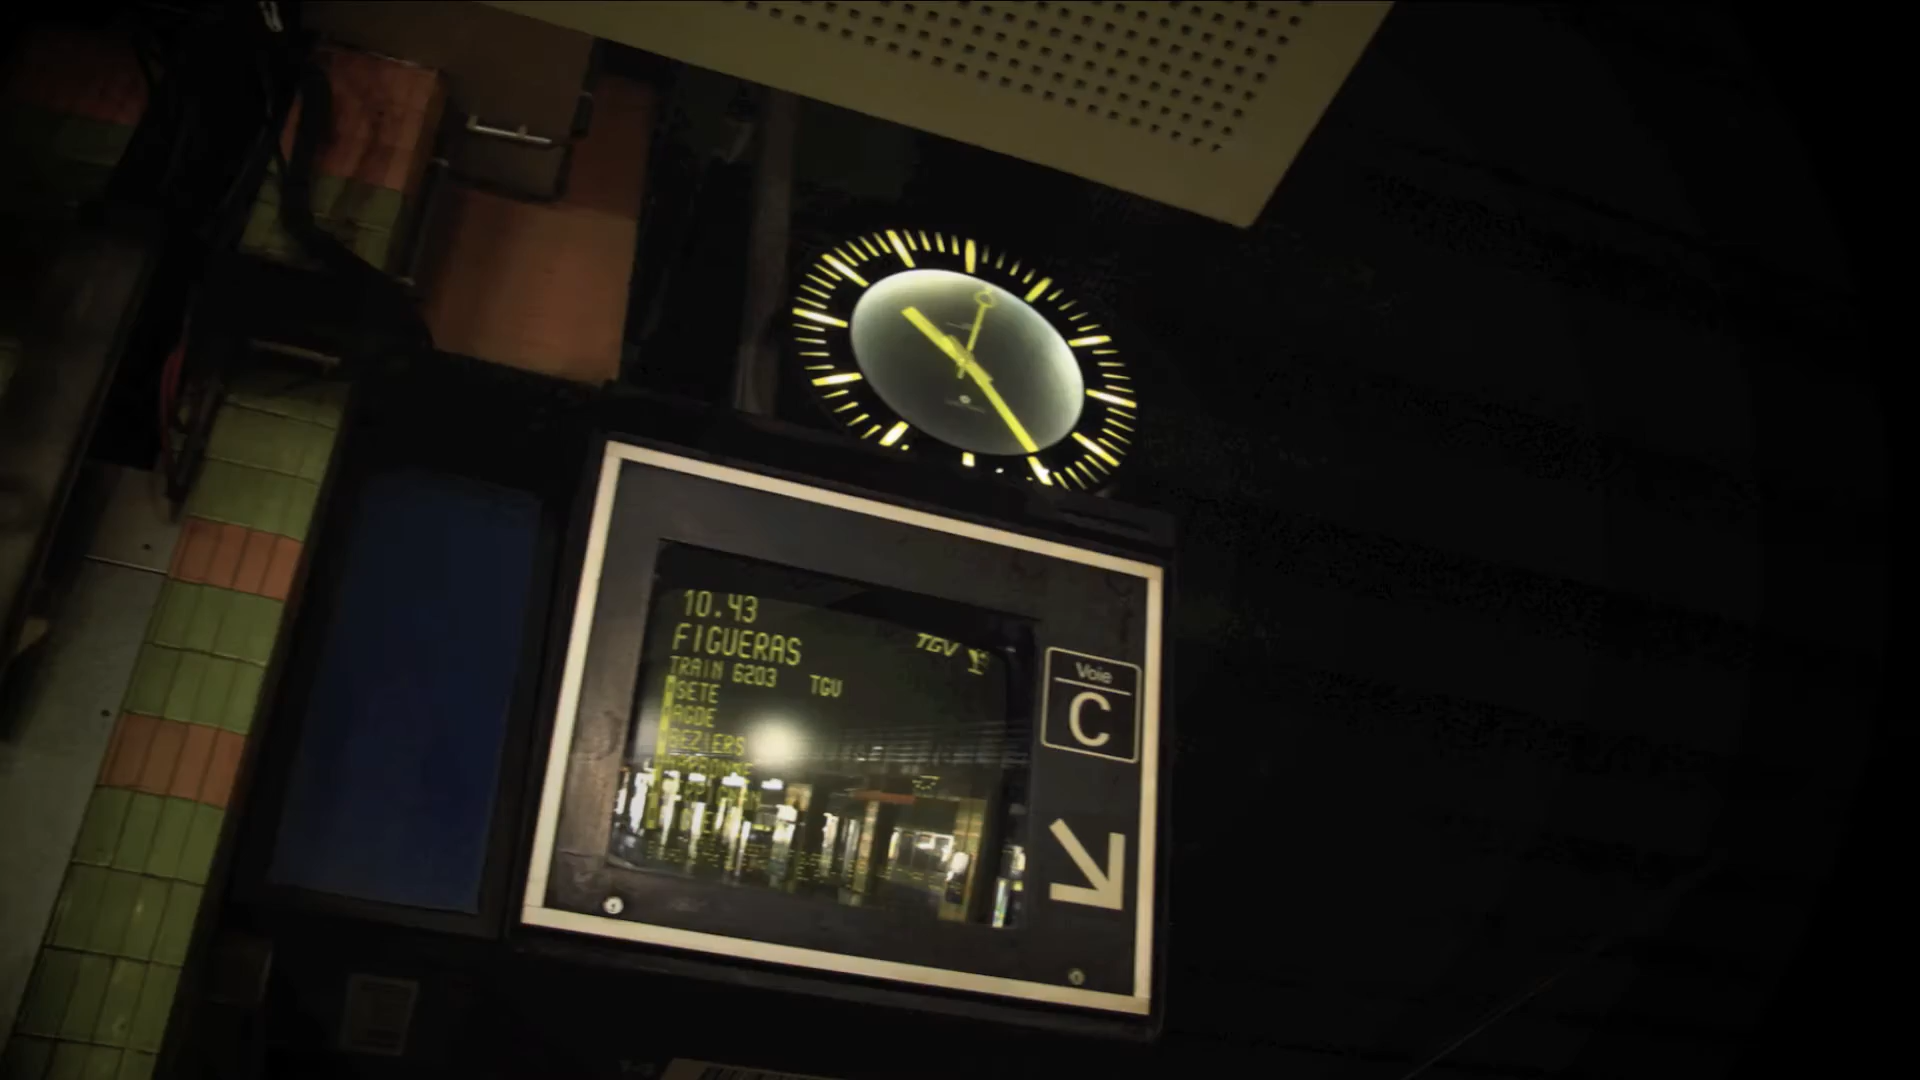 10.43
FIGUERAS
TGV
TRAIN 6203 TGV
SETE
AGDE
BEZIERS
Voie
C